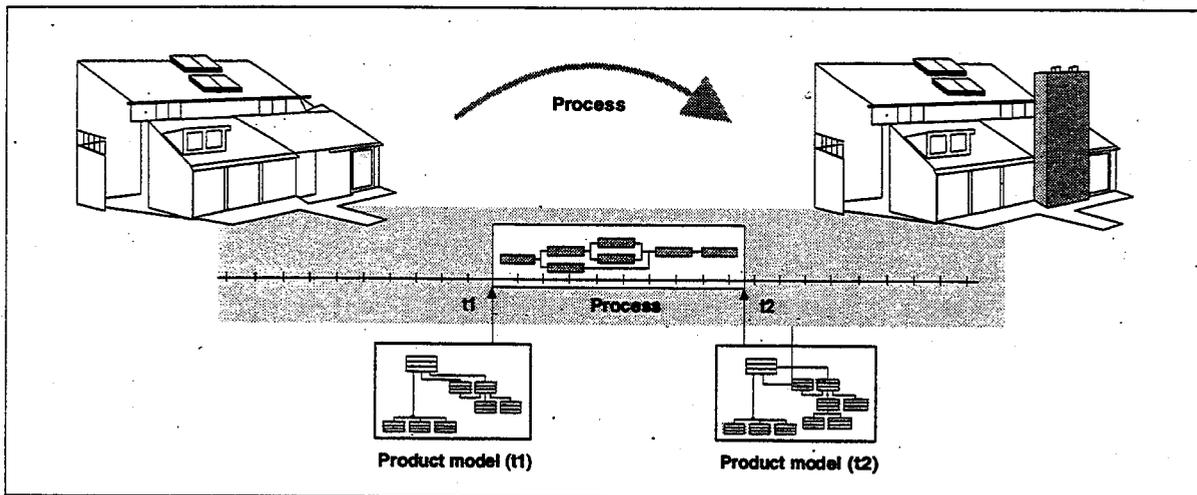 Process
t1
Process
t2
Product model (t1)
Product model (t2)